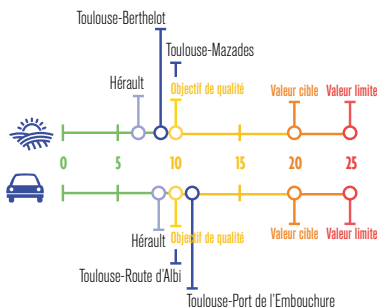 Toulouse-Berthelot
Toulouse-Mazades
Hérault
Objectif de qualité
Valeur cible
Valeur limite
0 5 10 15 20 25
Hérault
Objectif de qualité
Valeur cible
Valeur limite
Toulouse-Route d'Albi
Toulouse-Port de l'Embouchure